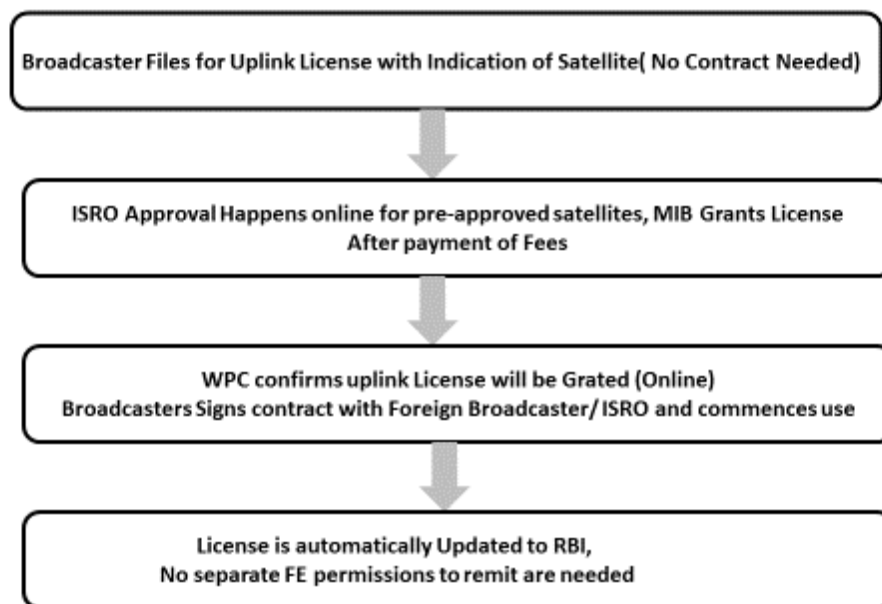 Broadcaster Files for Uplink License with Indication of Satellite( No Contract Needed)
ISRO Approval Happens online for pre-approved satellites, MIB Grants License
After payment of Fees
WPC confirms uplink License will be Grated (Online)
Broadcasters Signs contract with Foreign Broadcaster/ ISRO and commences use
License is automatically Updated to RBI,
No separate FE permissions to remit are needed